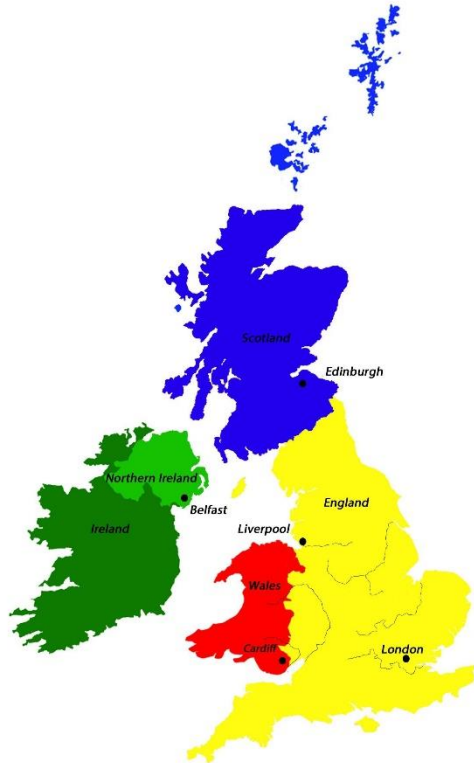 Scotland
Edinburgh
Northern Ireland
Belfast
Ireland
England
Liverpool
Wales
Cardiff
London